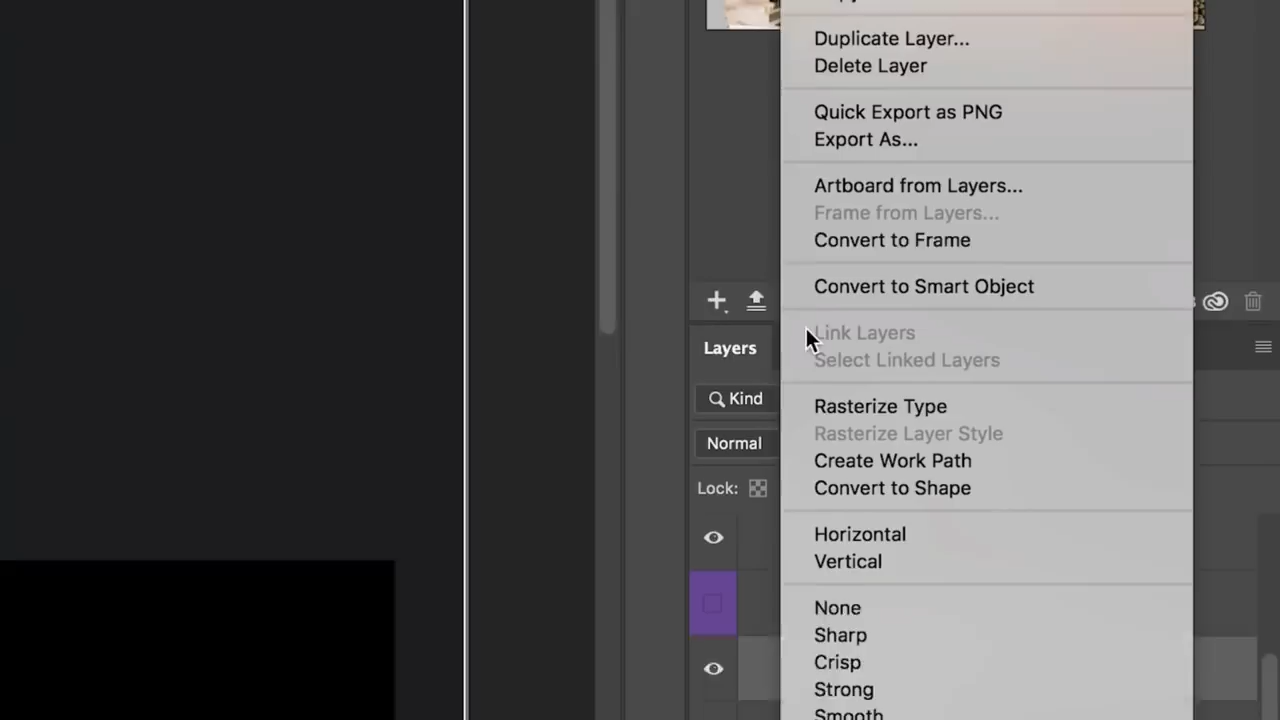 Duplicate Layer...
Delete Layer
Quick Export as PNG
Export As...
Artboard from Layers...
Frame from Layers...
Convert to Frame
Convert to Smart Object
Link Layers
Select Linked Layers
Layers
Kind
Rasterize Type
Rasterize Layer Style
Normal
Create Work Path
Lock:
Convert to Shape
Horizontal
Vertical
None
Sharp
Crisp
Strong
Smooth